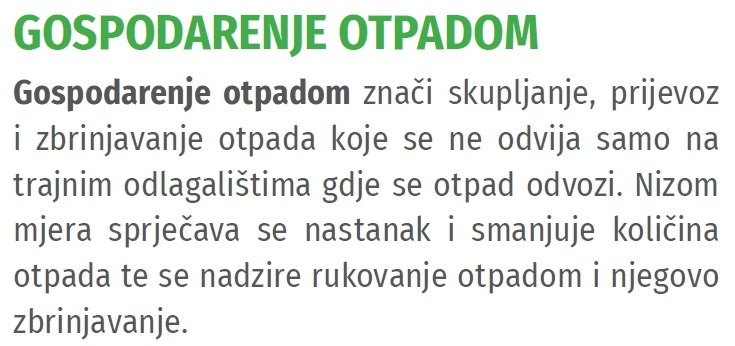 GOSPODARENJE OTPADOM
Gospodarenje otpadom znači skupljanje, prijevoz
i zbrinjavanje otpada koje se ne odvija samo na
trajnim odlagalištima gdje se otpad odvozi. Nizom
mjera sprječava se nastanak i smanjuje količina
otpada te se nadzire rukovanje otpadom i njegovo
zbrinjavanje.